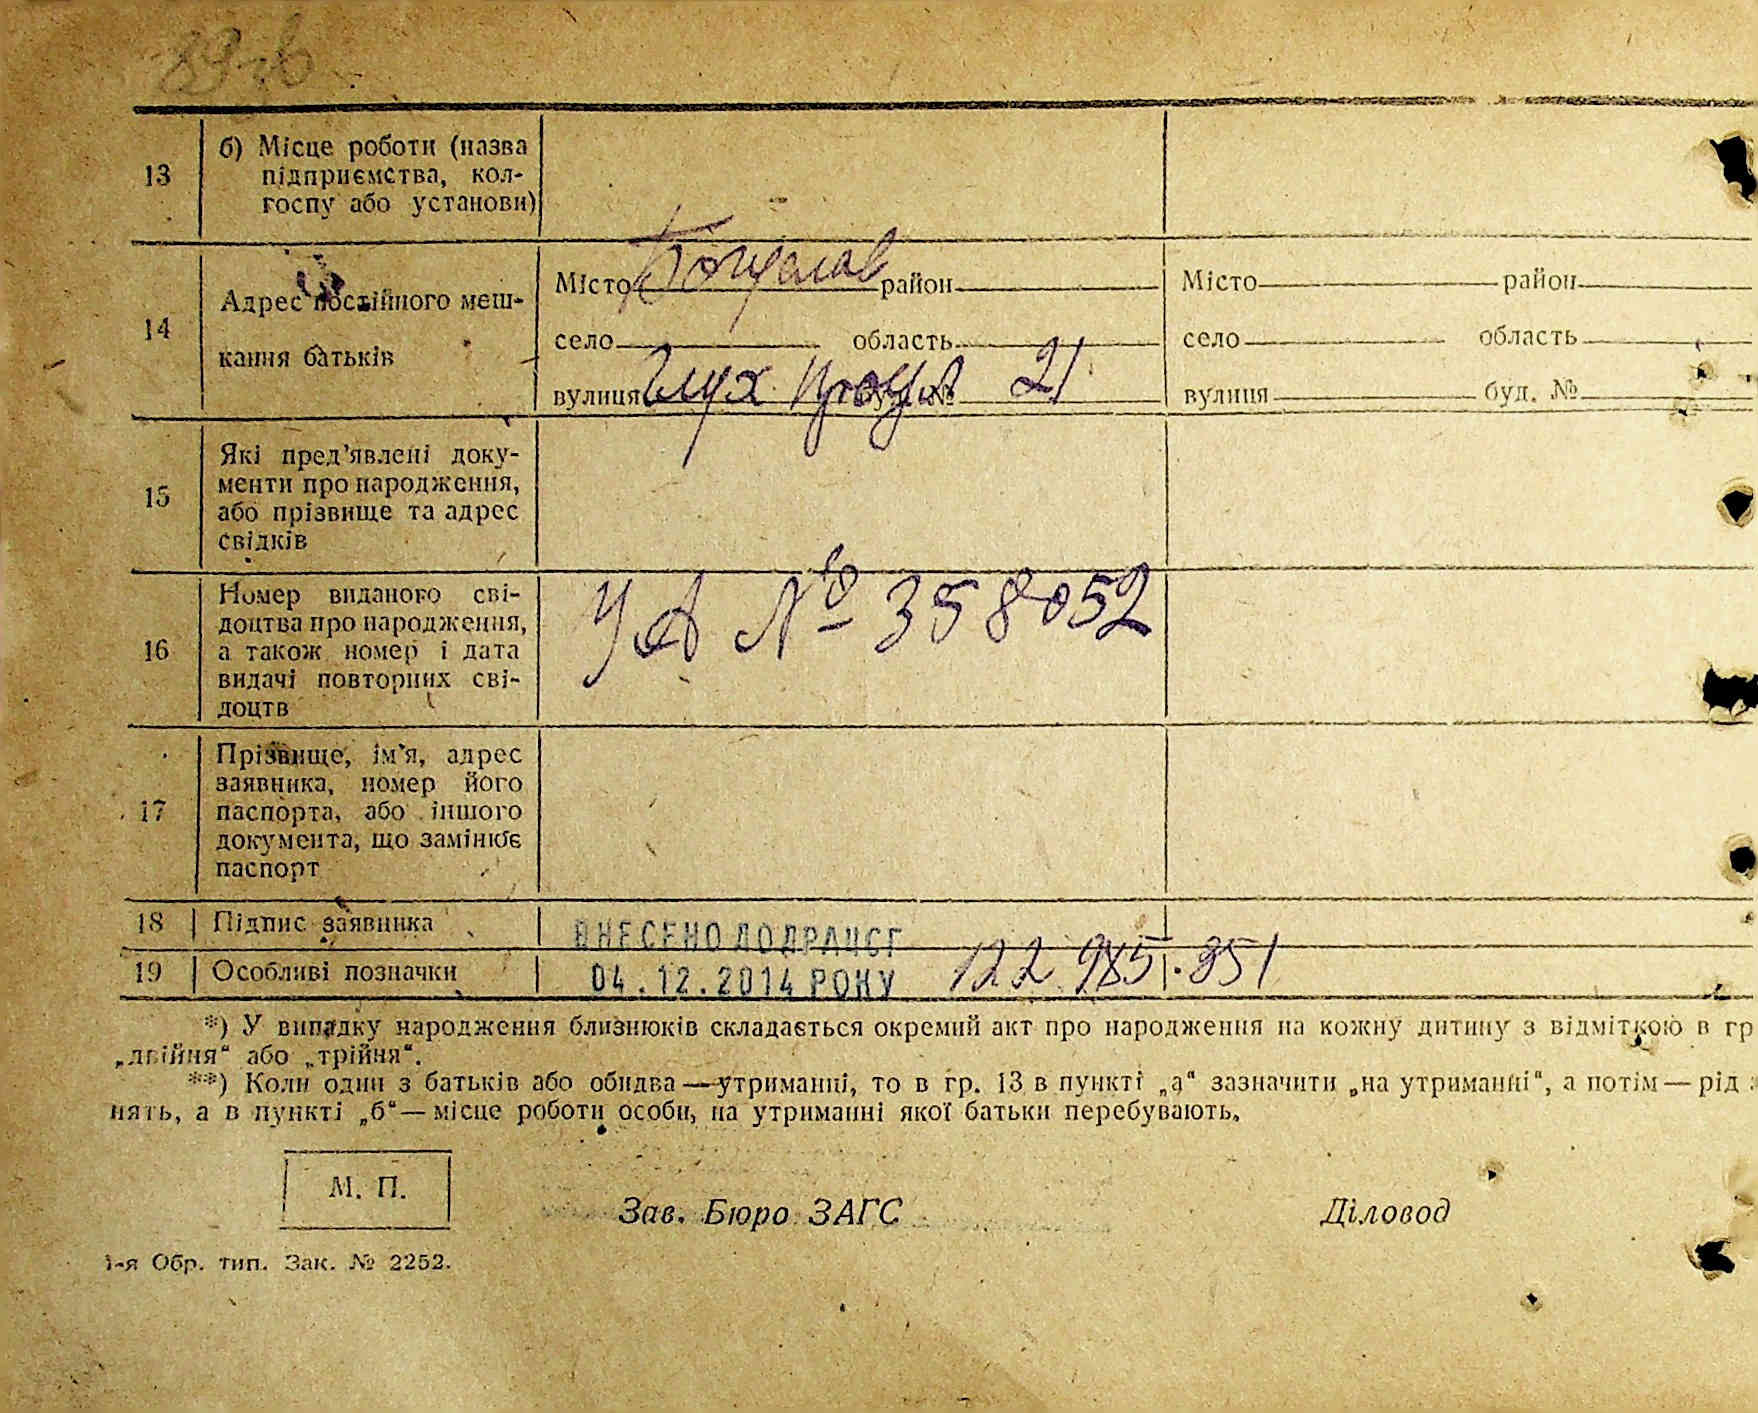 13 б) Місце роботи (назва
підприємства, кол-
госпу або установи)
14 Адрес постійного меш-
кання батьків
Місто Богуслав район Місто район
село область село область
вулиця Глух 21 буд. № вулиця буд. №
15 Які пред'явлені доку-
менти про народження,
або прізвище та адрес
свідків
16 Номер виданого сві-
доцтва про народження,
а також номер і дата
видачі повторних сві-
доцтв
УА № 358052
17 Прізвище, ім'я, адрес
заявника, номер його
паспорта, або іншого
документа, що замінює
паспорт
18 Підпис заявника
ВНЕСЕНО ДО ДРАЦСГ
19 Особливі позначки
04.12.2014 РОКУ 122 985.851
*) У випадку народження близнюків складається окремий акт про народження на кожну дитину з відміткою в гр
„двійня" або „трійня".
**) Коли один з батьків або обидва — утриманці, то в гр. 13 в пункті „а" зазначити „на утриманні", а потім — рід з
нять, а в пункті „б" — місце роботи особи, на утриманні якої батьки перебувають.
М. П.
Зав. Бюро ЗАГС Діловод
1-я Обр. тип. Зак. № 2252.